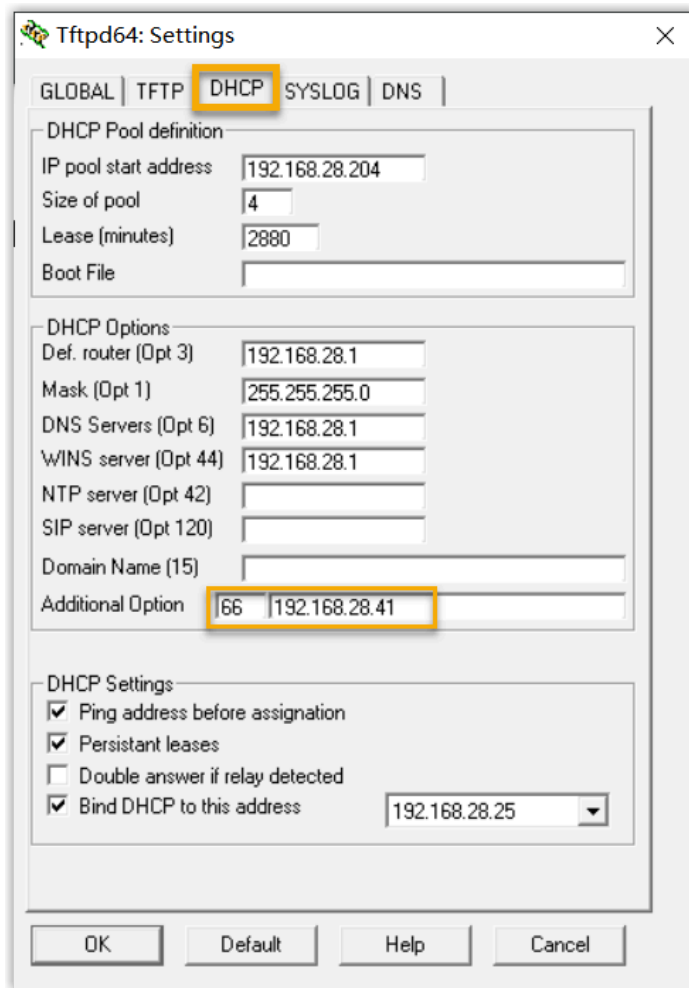 Tftpd64: Settings
GLOBAL TFTP DHCP SYSLOG DNS
DHCP Pool definition
IP pool start address 192.168.28.204
Size of pool 4
Lease (minutes) 2880
Boot File
DHCP Options
Def. router (Opt 3) 192.168.28.1
Mask (Opt 1) 255.255.255.0
DNS Servers (Opt 6) 192.168.28.1
WINS server (Opt 44) 192.168.28.1
NTP server (Opt 42)
SIP server (Opt 120)
Domain Name (15)
Additional Option 66 192.168.28.41
DHCP Settings
Ping address before assignation
Persistant leases
Double answer if relay detected
Bind DHCP to this address 192.168.28.25
OK Default Help Cancel